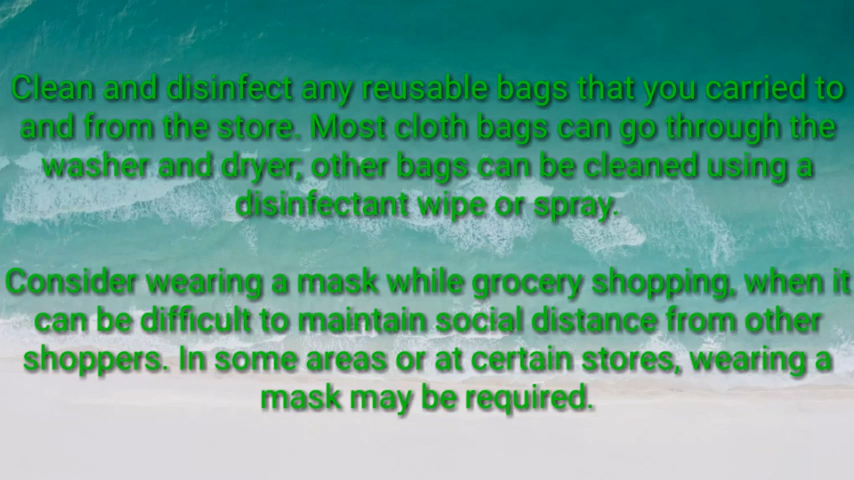 Clean and disinfect any reusable bags that you carried to
and from the store. Most cloth bags can go through the
washer and dryer; other bags can be cleaned using a
disinfectant wipe or spray.
Consider wearing a mask while grocery shopping, when it
can be difficult to maintain social distance from other
shoppers. In some areas or at certain stores, wearing a
mask may be required.